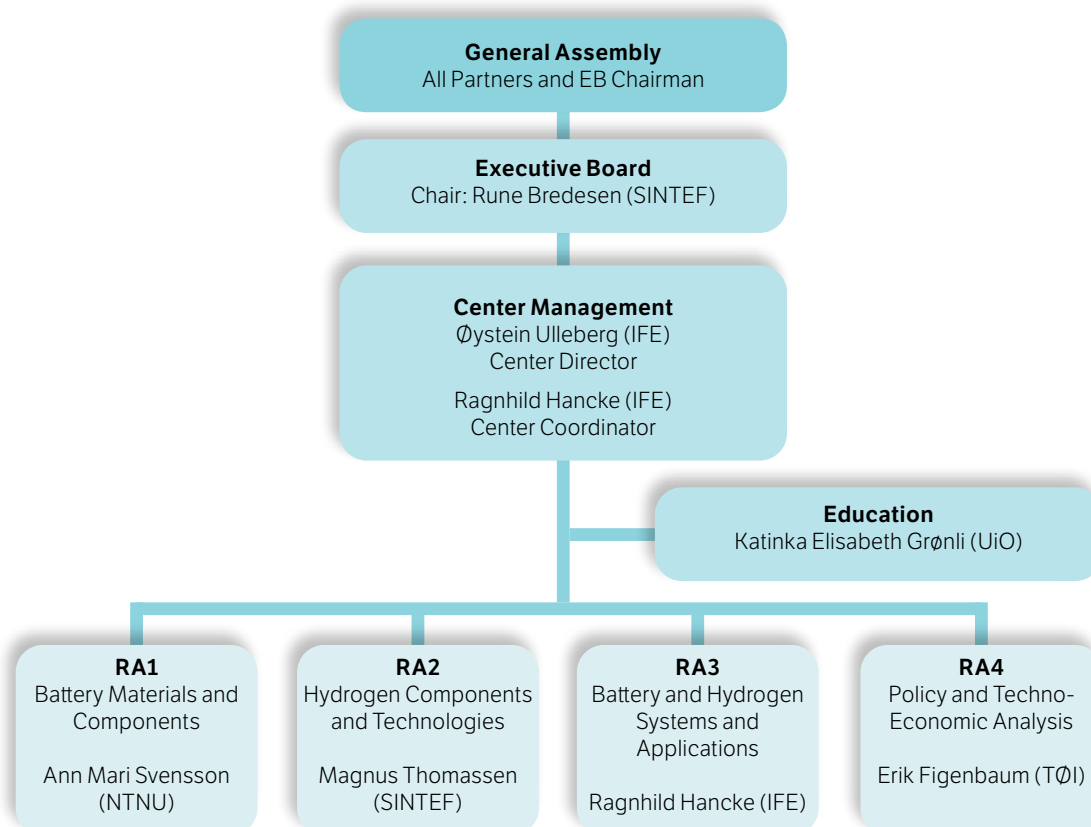 General Assembly
All Partners and EB Chairman
Executive Board
Chair: Rune Bredesen (SINTEF)
Center Management
Øystein Ulleberg (IFE)
Center Director
Ragnhild Hancke (IFE)
Center Coordinator
Education
Katinka Elisabeth Grønli (UiO)
RA1
Battery Materials and
Components
Ann Mari Svensson
(NTNU)
RA2
Hydrogen Components
and Technologies
Magnus Thomassen
(SINTEF)
RA3
Battery and Hydrogen
Systems and
Applications
Ragnhild Hancke (IFE)
RA4
Policy and Techno-
Economic Analysis
Erik Figenbaum (TØI)